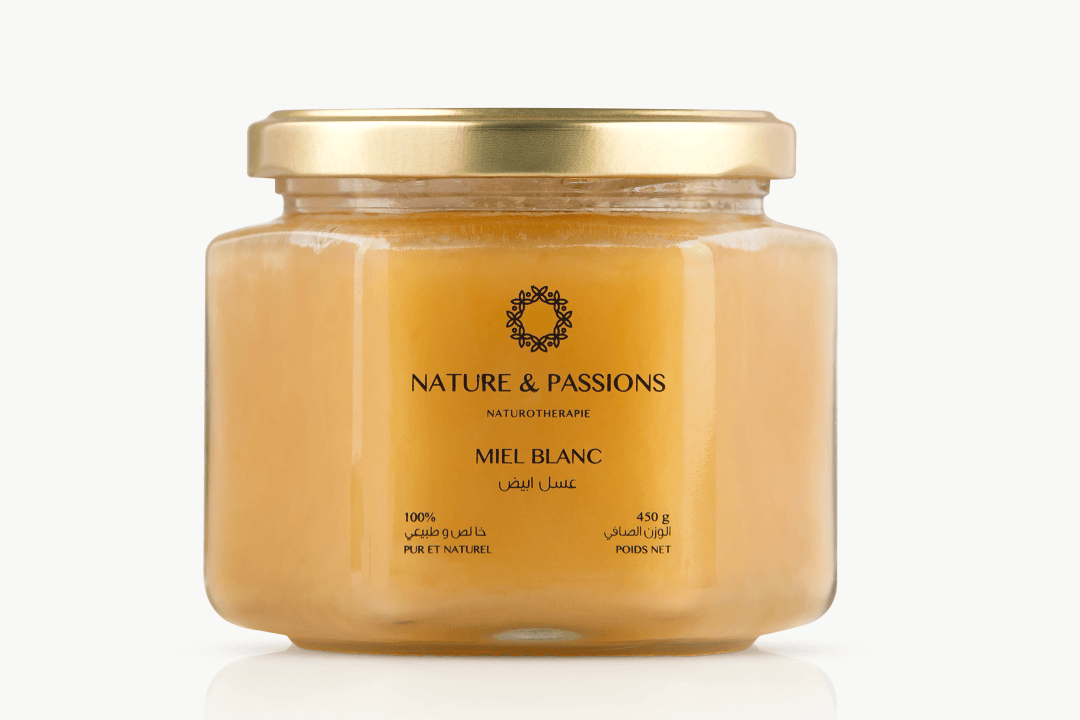 NATURE & PASSIONS
NATUROTHERAPIE
MIEL BLANC
عسل ابيض
100%
خالص و طبيعي
PUR ET NATUREL
450 g
الوزن الصافي
POIDS NET